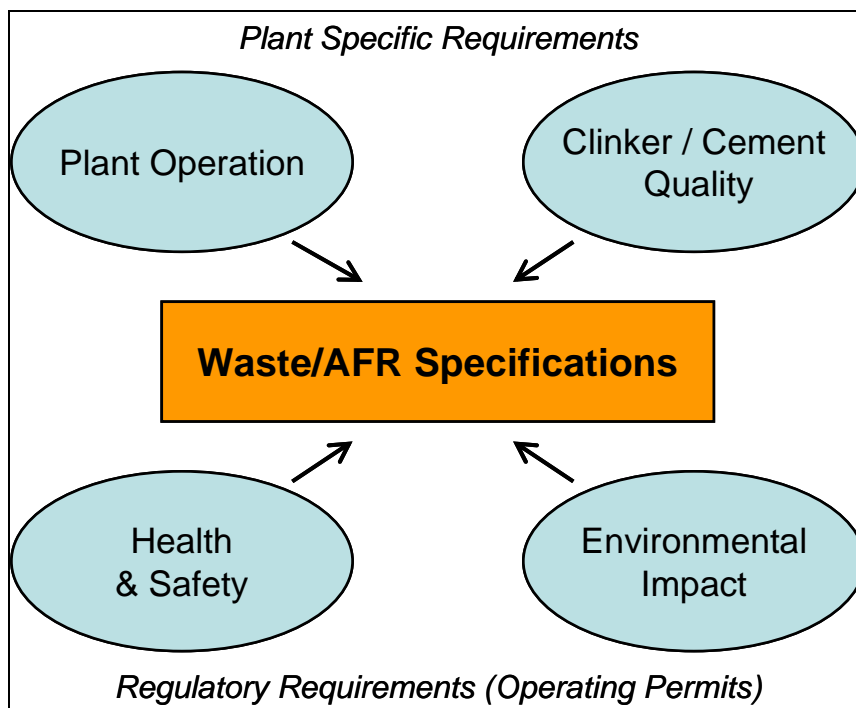 Plant Specific Requirements
Plant Operation
Clinker / Cement
Quality
Waste/AFR Specifications
Health
& Safety
Environmental
Impact
Regulatory Requirements (Operating Permits)